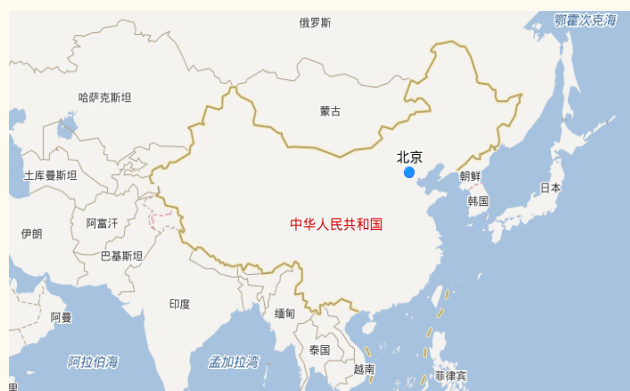 俄罗斯
鄂霍次克海
哈萨克斯坦
蒙古
北京
土库曼斯坦
朝鲜
日本
韩国
阿富汗
中华人民共和国
伊朗
巴基斯坦
印度
缅甸
阿曼
泰国
阿拉伯海
孟加拉湾
越南
菲律宾